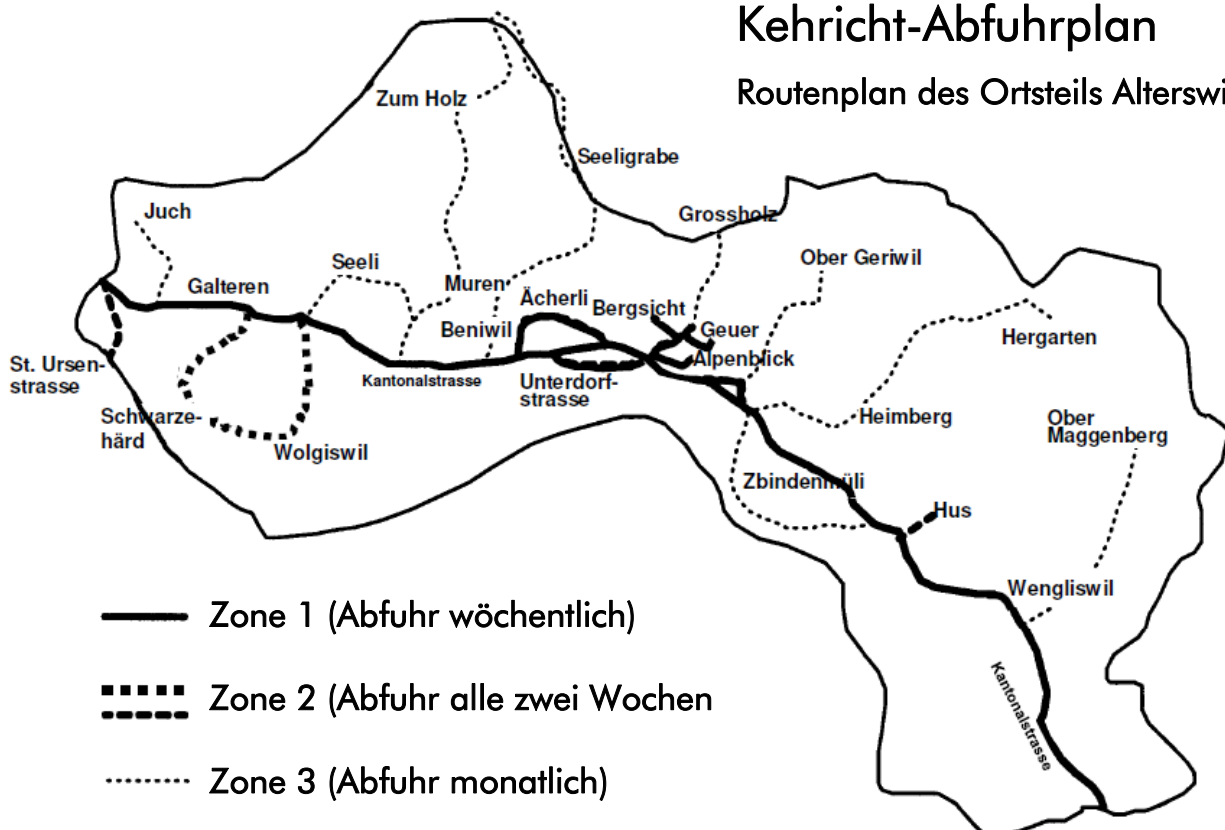 Kehricht-Abfuhrplan
Routenplan des Ortsteils Alterswi
Zum Holz
Seeligrabe
Juch
Grossholz
Seeli
Ober Geriwil
Galteren
Muren
Ächerli
Bergsicht
Beniwil
Geuer
Hergarten
Alpenblick
St. Ursen-
strasse
Kantonalstrasse
Unterdorf-
strasse
Schwarze-
härd
Heimberg
Ober
Maggenberg
Wolgiswil
Zbindenmüli
Hus
Wengliswil
Kantonalstrasse
Zone 1 (Abfuhr wöchentlich)
Zone 2 (Abfuhr alle zwei Wochen
Zone 3 (Abfuhr monatlich)